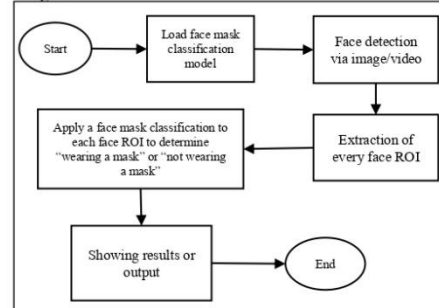 Start
Load face mask
classification
model
Face detection
via image/video
Extraction of
every face ROI
Apply a face mask classification to
each face ROI to determine
“wearing a mask” or “not wearing
a mask”
Showing results or
output
End